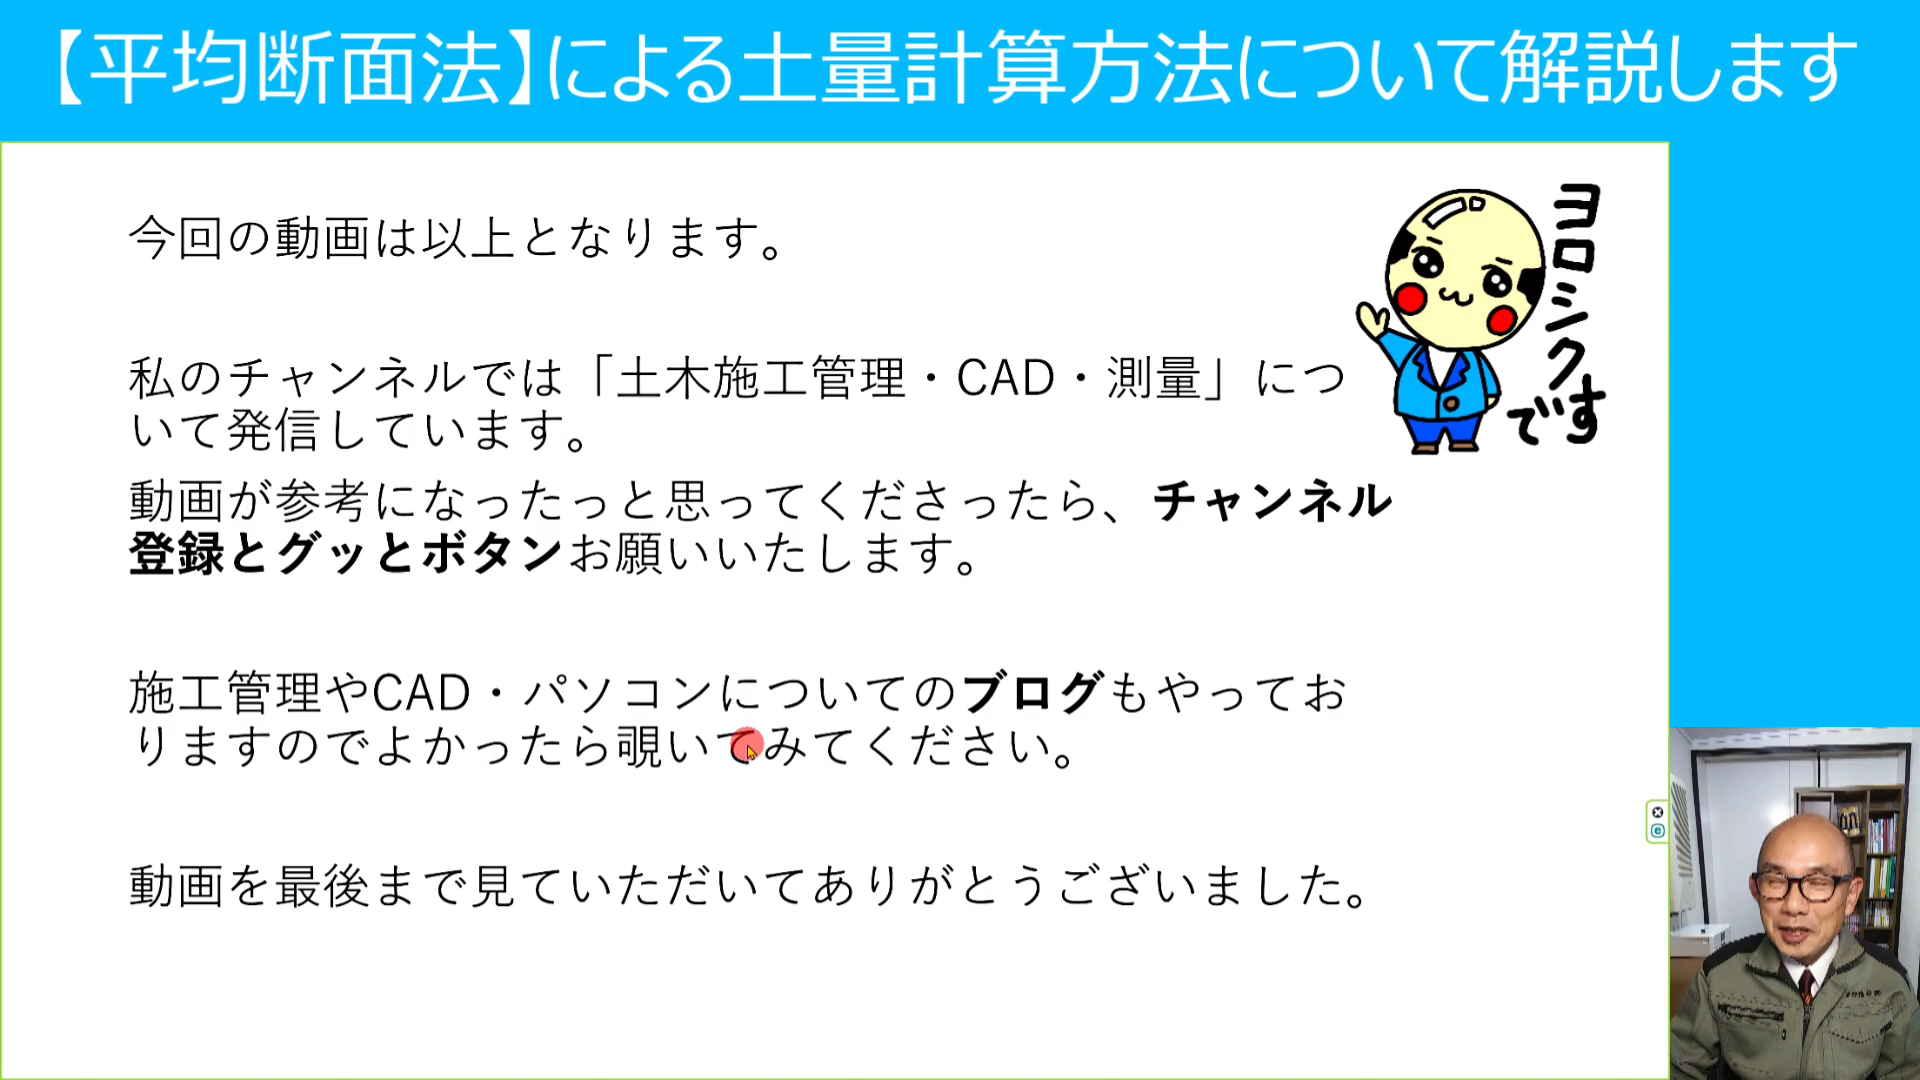 【平均断面法】による土量計算方法について解説します
今回の動画は以上となります。
ヨロシクです
私のチャンネルでは「土木施工管理・CAD・測量」につ
いて発信しています。
動画が参考になったっと思ってくださったら、チャンネル
登録とグッとボタンお願いいたします。
施工管理やCAD・パソコンについてのブログもやってお
りますのでよかったら覗いてみてください。
動画を最後まで見ていただいてありがとうございました。